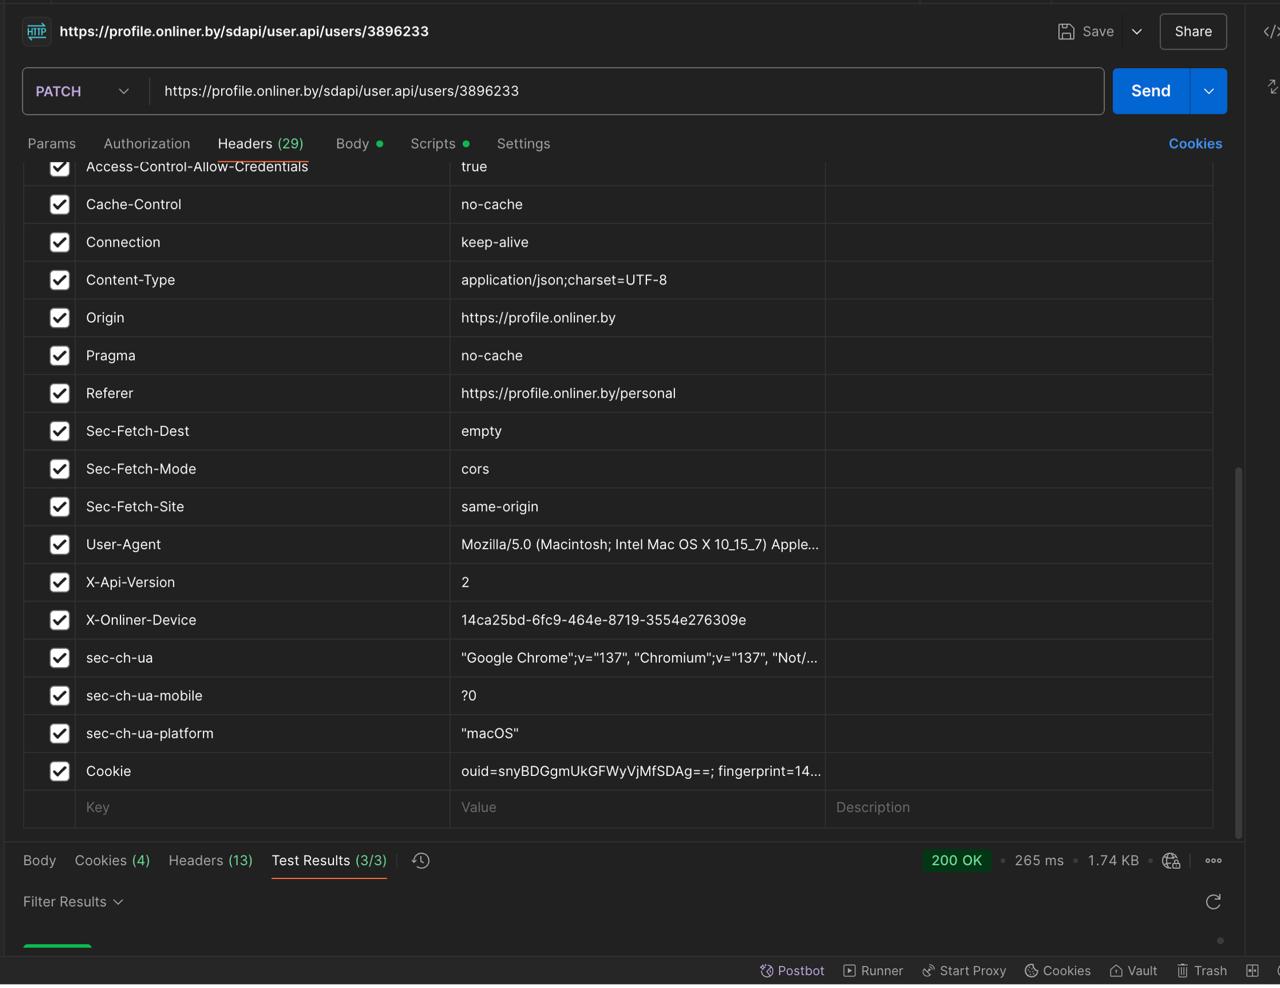 HTTP https://profile.onliner.by/sdapi/user.api/users/3896233 Save Share
PATCH https://profile.onliner.by/sdapi/user.api/users/3896233 Send
Params Authorization Headers (29) Body Scripts Settings Cookies
Access-Control-Allow-Credentials true
Cache-Control no-cache
Connection keep-alive
Content-Type application/json;charset=UTF-8
Origin https://profile.onliner.by
Pragma no-cache
Referer https://profile.onliner.by/personal
Sec-Fetch-Dest empty
Sec-Fetch-Mode cors
Sec-Fetch-Site same-origin
User-Agent Mozilla/5.0 (Macintosh; Intel Mac OS X 10_15_7) Apple...
X-Api-Version 2
X-Onliner-Device 14ca25bd-6fc9-464e-8719-3554e276309e
sec-ch-ua "Google Chrome";v="137", "Chromium";v="137", "Not/...
sec-ch-ua-mobile ?0
sec-ch-ua-platform "macOS"
Cookie ouid=snyBDGgmUkGFWyVjMfSDAg==; fingerprint=14...
Key Value Description
Body Cookies (4) Headers (13) Test Results (3/3) 200 OK • 265 ms • 1.74 KB •
Filter Results
Postbot Runner Start Proxy Cookies Vault Trash